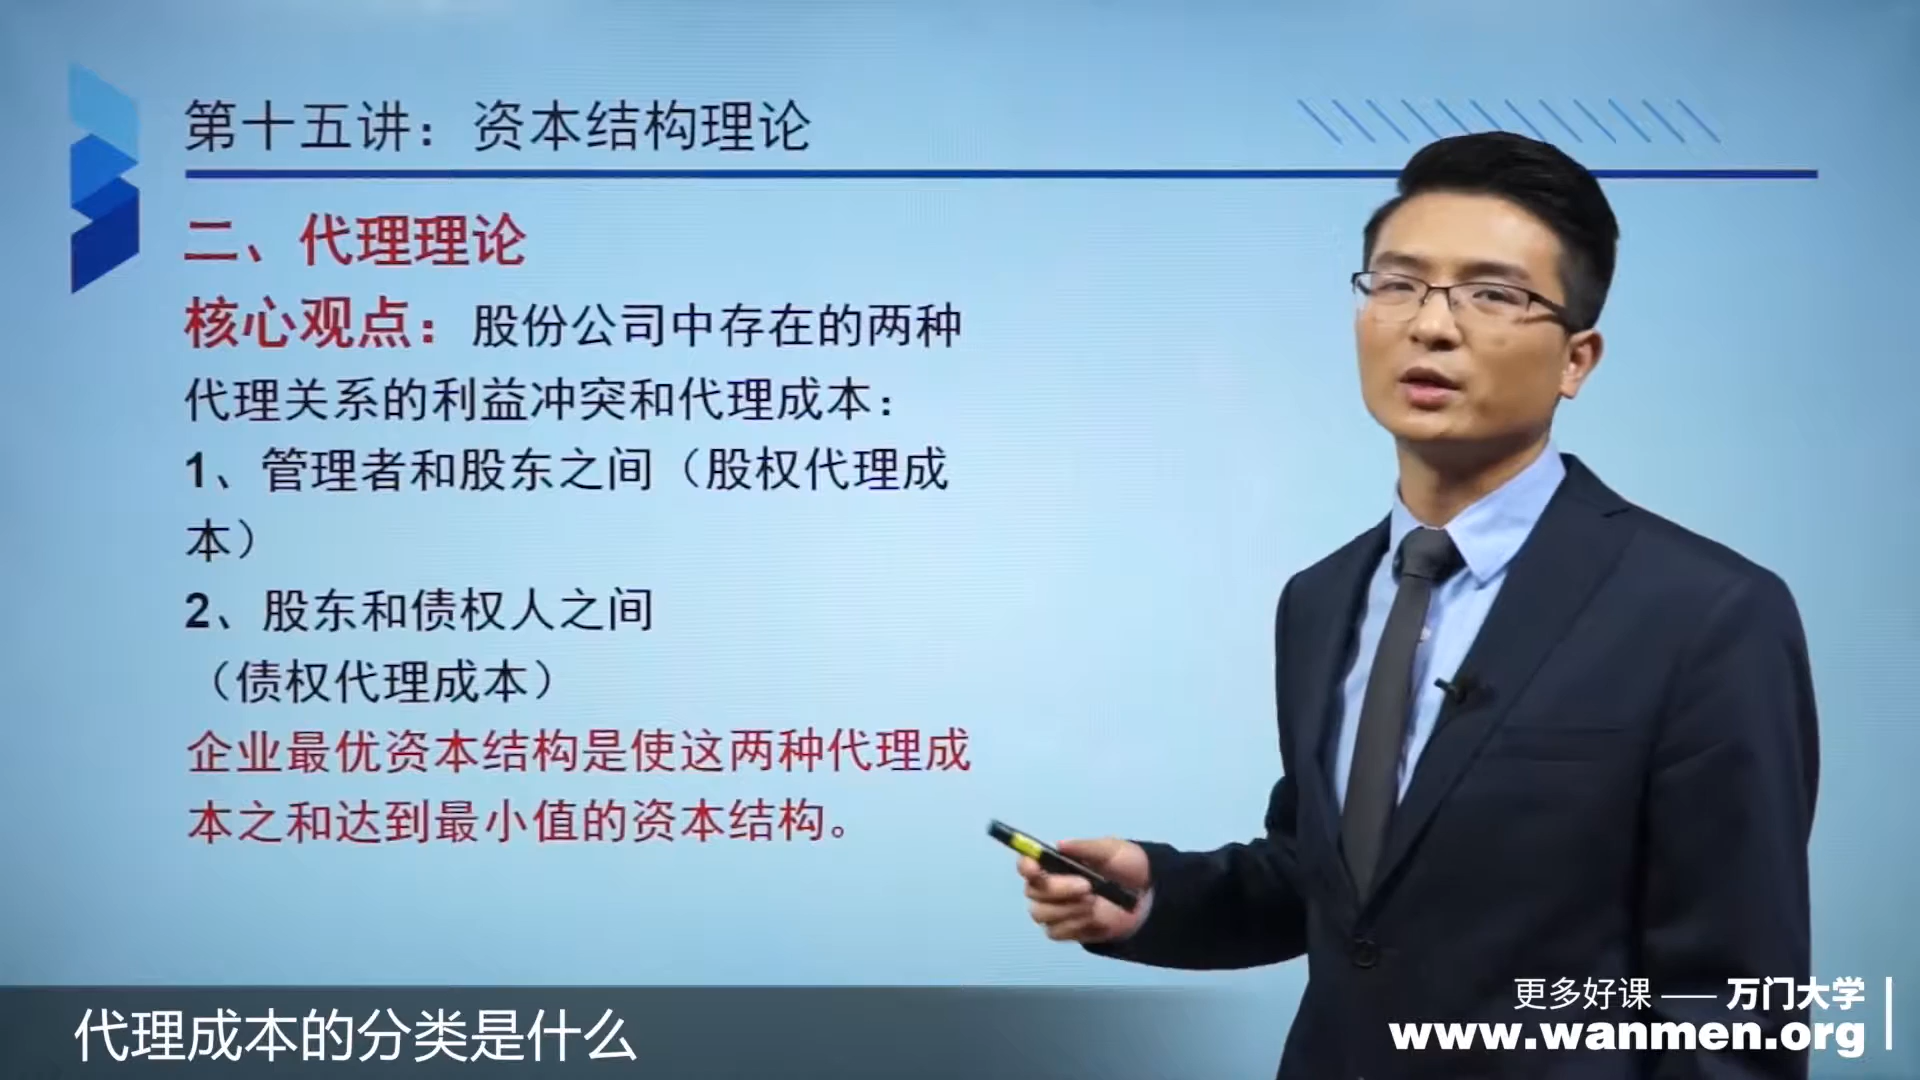 第十五讲：资本结构理论
二、代理理论
核心观点：股份公司中存在的两种
代理关系的利益冲突和代理成本：
1、管理者和股东之间（股权代理成
本）
2、股东和债权人之间
（债权代理成本）
企业最优资本结构是使这两种代理成
本之和达到最小值的资本结构。
代理成本的分类是什么
更多好课 —— 万门大学
www.wanmen.org